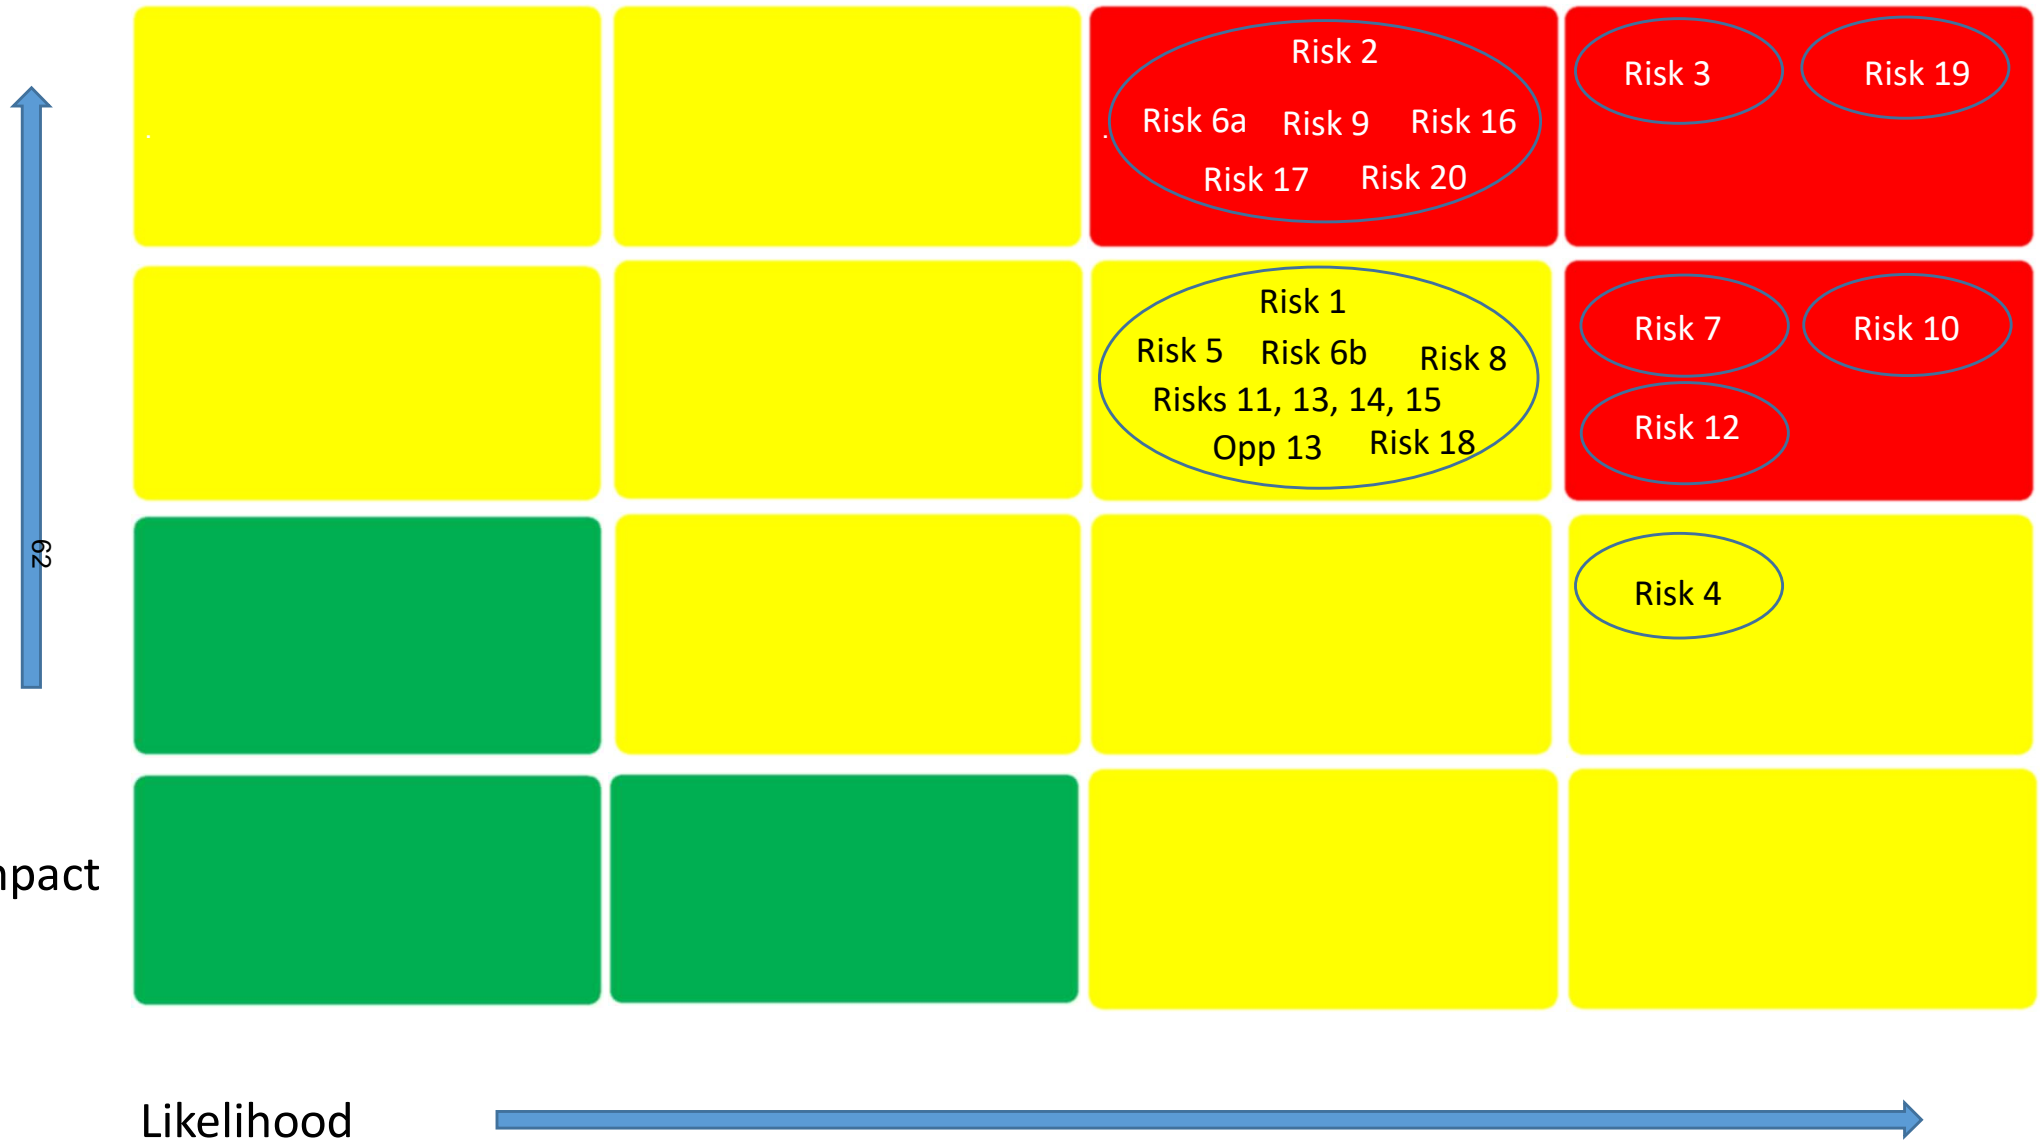 Risk 2
Risk 6a Risk 9 Risk 16
Risk 17 Risk 20
Risk 3 Risk 19
Risk 1
Risk 5 Risk 6b Risk 8
Risks 11, 13, 14, 15
Opp 13 Risk 18
Risk 7 Risk 10
Risk 12
62
Risk 4
mpact
Likelihood